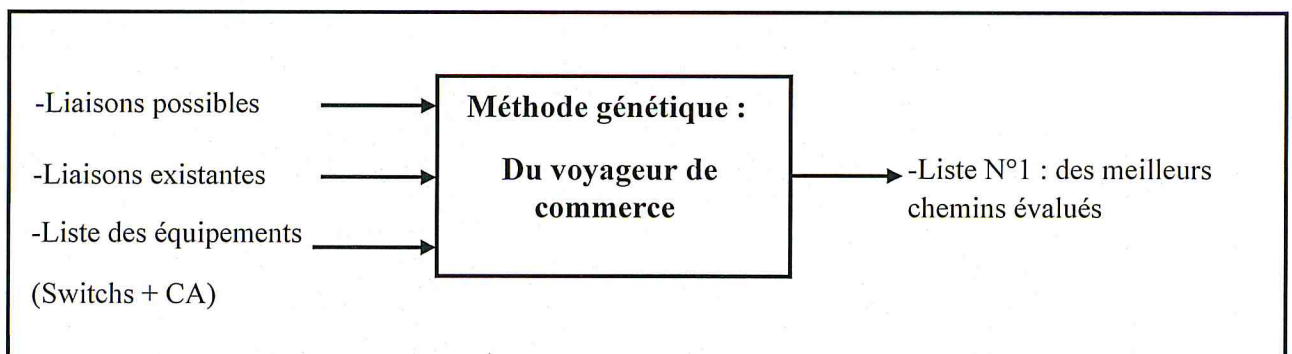 -Liaisons possibles
-Liaisons existantes
-Liste des équipements
(Switchs + CA)
Méthode génétique :
Du voyageur de
commerce
-Liste N°1 : des meilleurs
chemins évalués